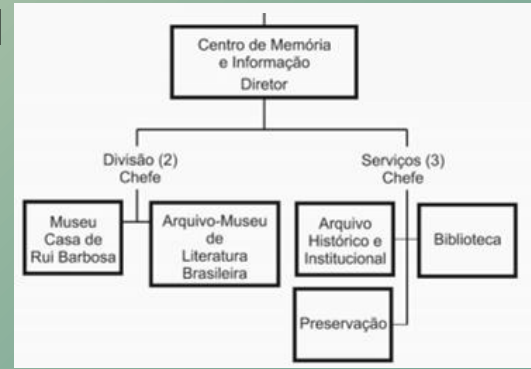 Centro de Memória
e Informação
Diretor
Divisão (2)
Chefe
Serviços (3)
Chefe
Museu
Casa de
Rui Barbosa
Arquivo-Museu
de
Literatura
Brasileira
Arquivo
Histórico e
Institucional
Biblioteca
Preservação